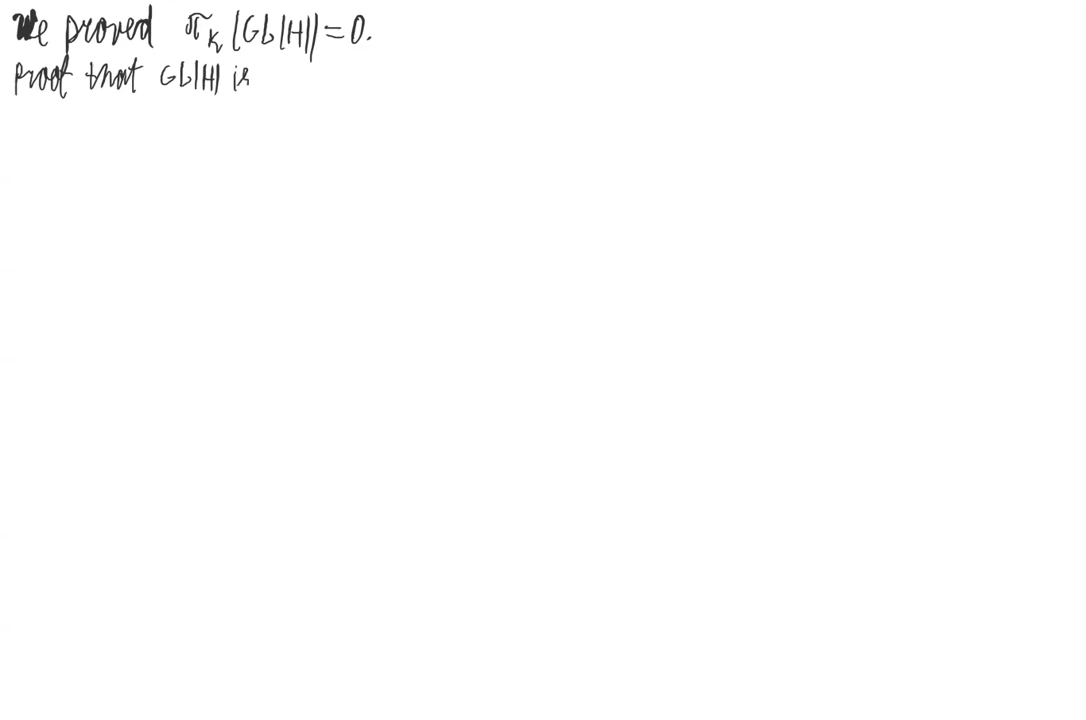 We proved π_k(GL(H))=0.
Proof that GL(H) is